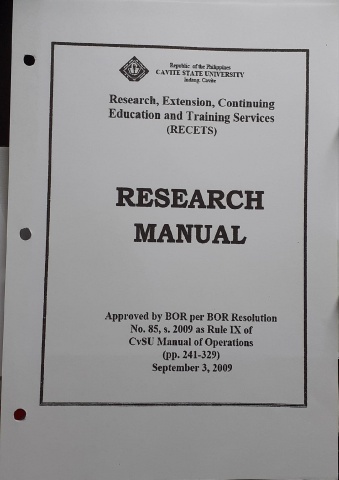 Republic of the Philippines
CAVITE STATE UNIVERSITY
Indang, Cavite
Research, Extension, Continuing
Education and Training Services
(RECETS)
RESEARCH
MANUAL
Approved by BOR per BOR Resolution
No. 85, s. 2009 as Rule IX of
CvSU Manual of Operations
(pp. 241-329)
September 3, 2009